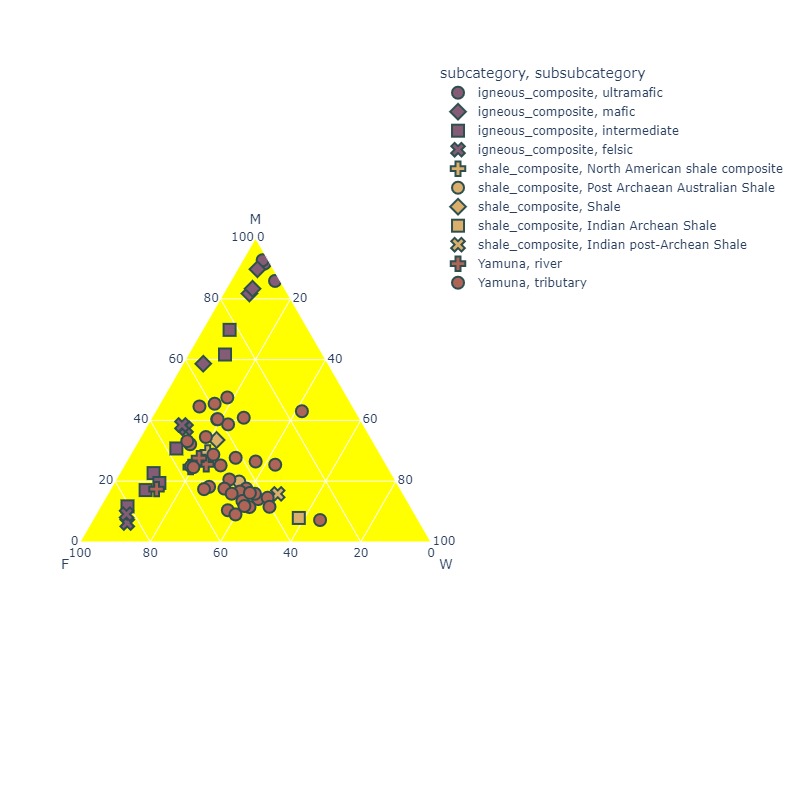 subcategory, subsubcategory
igneous_composite, ultramafic
igneous_composite, mafic
igneous_composite, intermediate
igneous_composite, felsic
shale_composite, North American shale composite
shale_composite, Post Archaean Australian Shale
shale_composite, Shale
shale_composite, Indian Archean Shale
shale_composite, Indian post-Archean Shale
Yamuna, river
Yamuna, tributary
M
100 0
80 20
60 40
40 60
20 80
0 100
100 80 60 40 20 0
F W